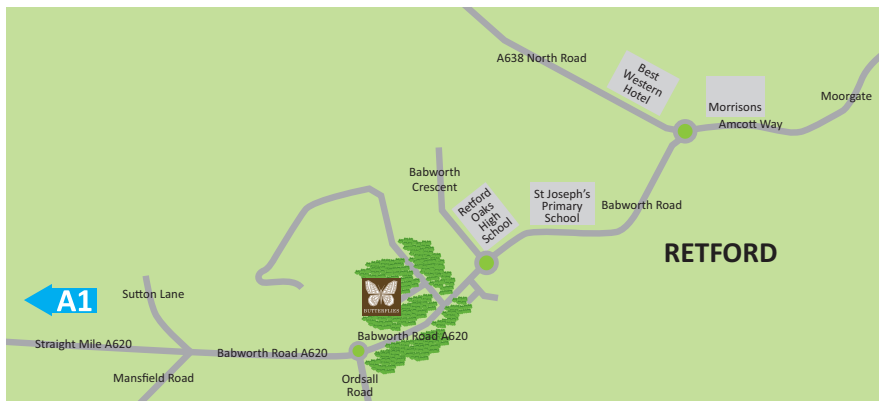 A638 North Road
Best
Western
Hotel
Morrisons
Moorgate
Amcott Way
Babworth
Crescent
Retford
Oaks
High
School
St Joseph's
Primary
School
Babworth Road
RETFORD
A1
Sutton Lane
BUTTERFLIES
Straight Mile A620
Babworth Road A620
Babworth Road A620
Mansfield Road
Ordsall
Road